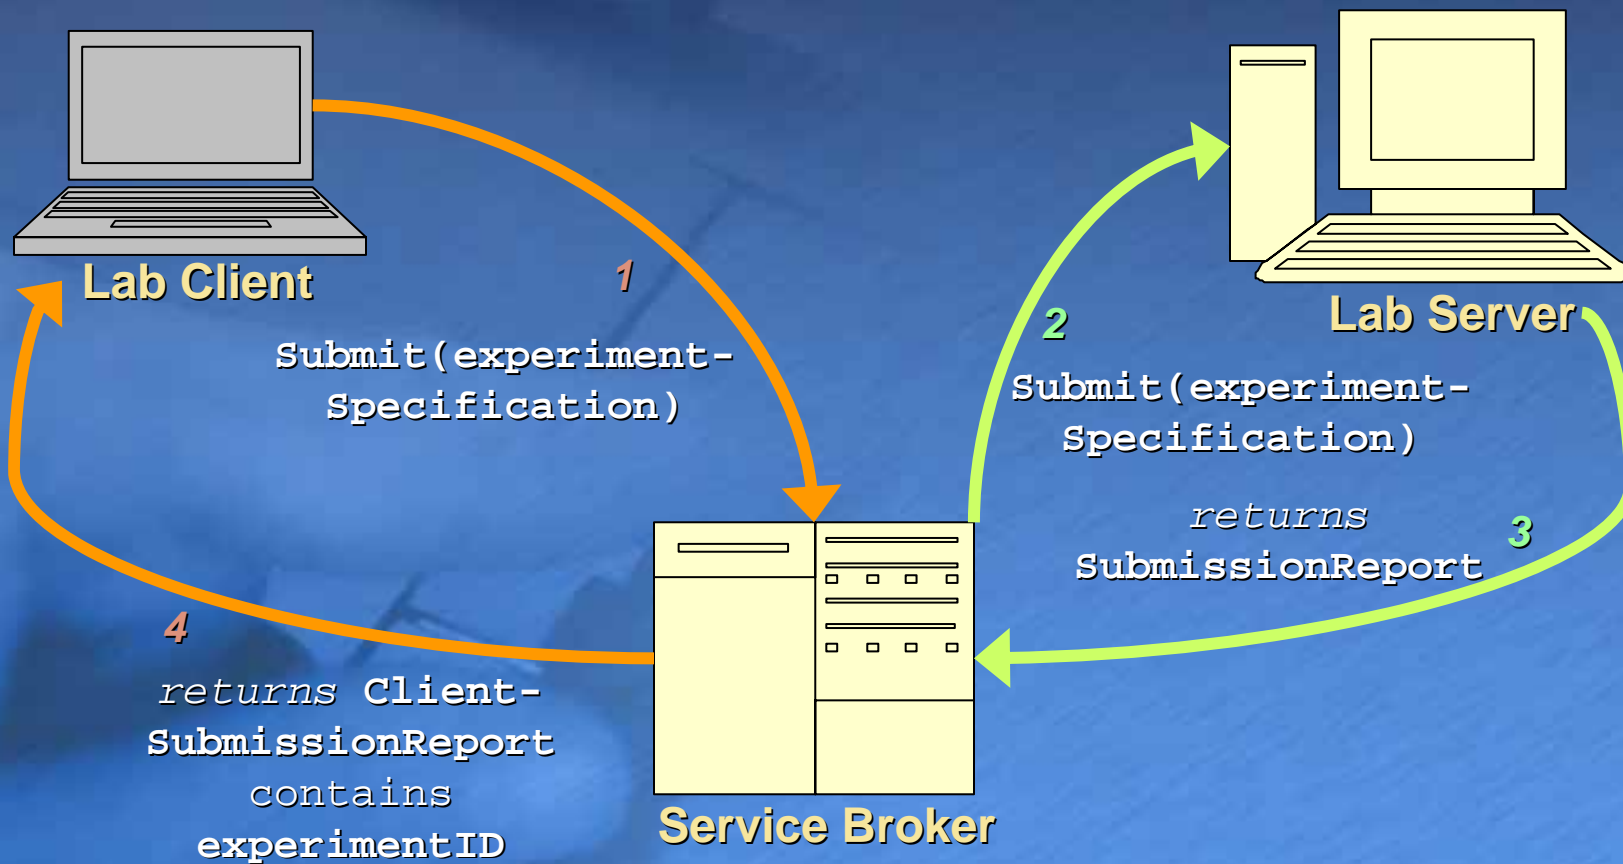 Lab Client
1
Submit(experiment-
Specification)
2
Lab Server
Submit(experiment-
Specification)
returns
SubmissionReport
3
4
returns Client-
SubmissionReport
contains
experimentID
Service Broker